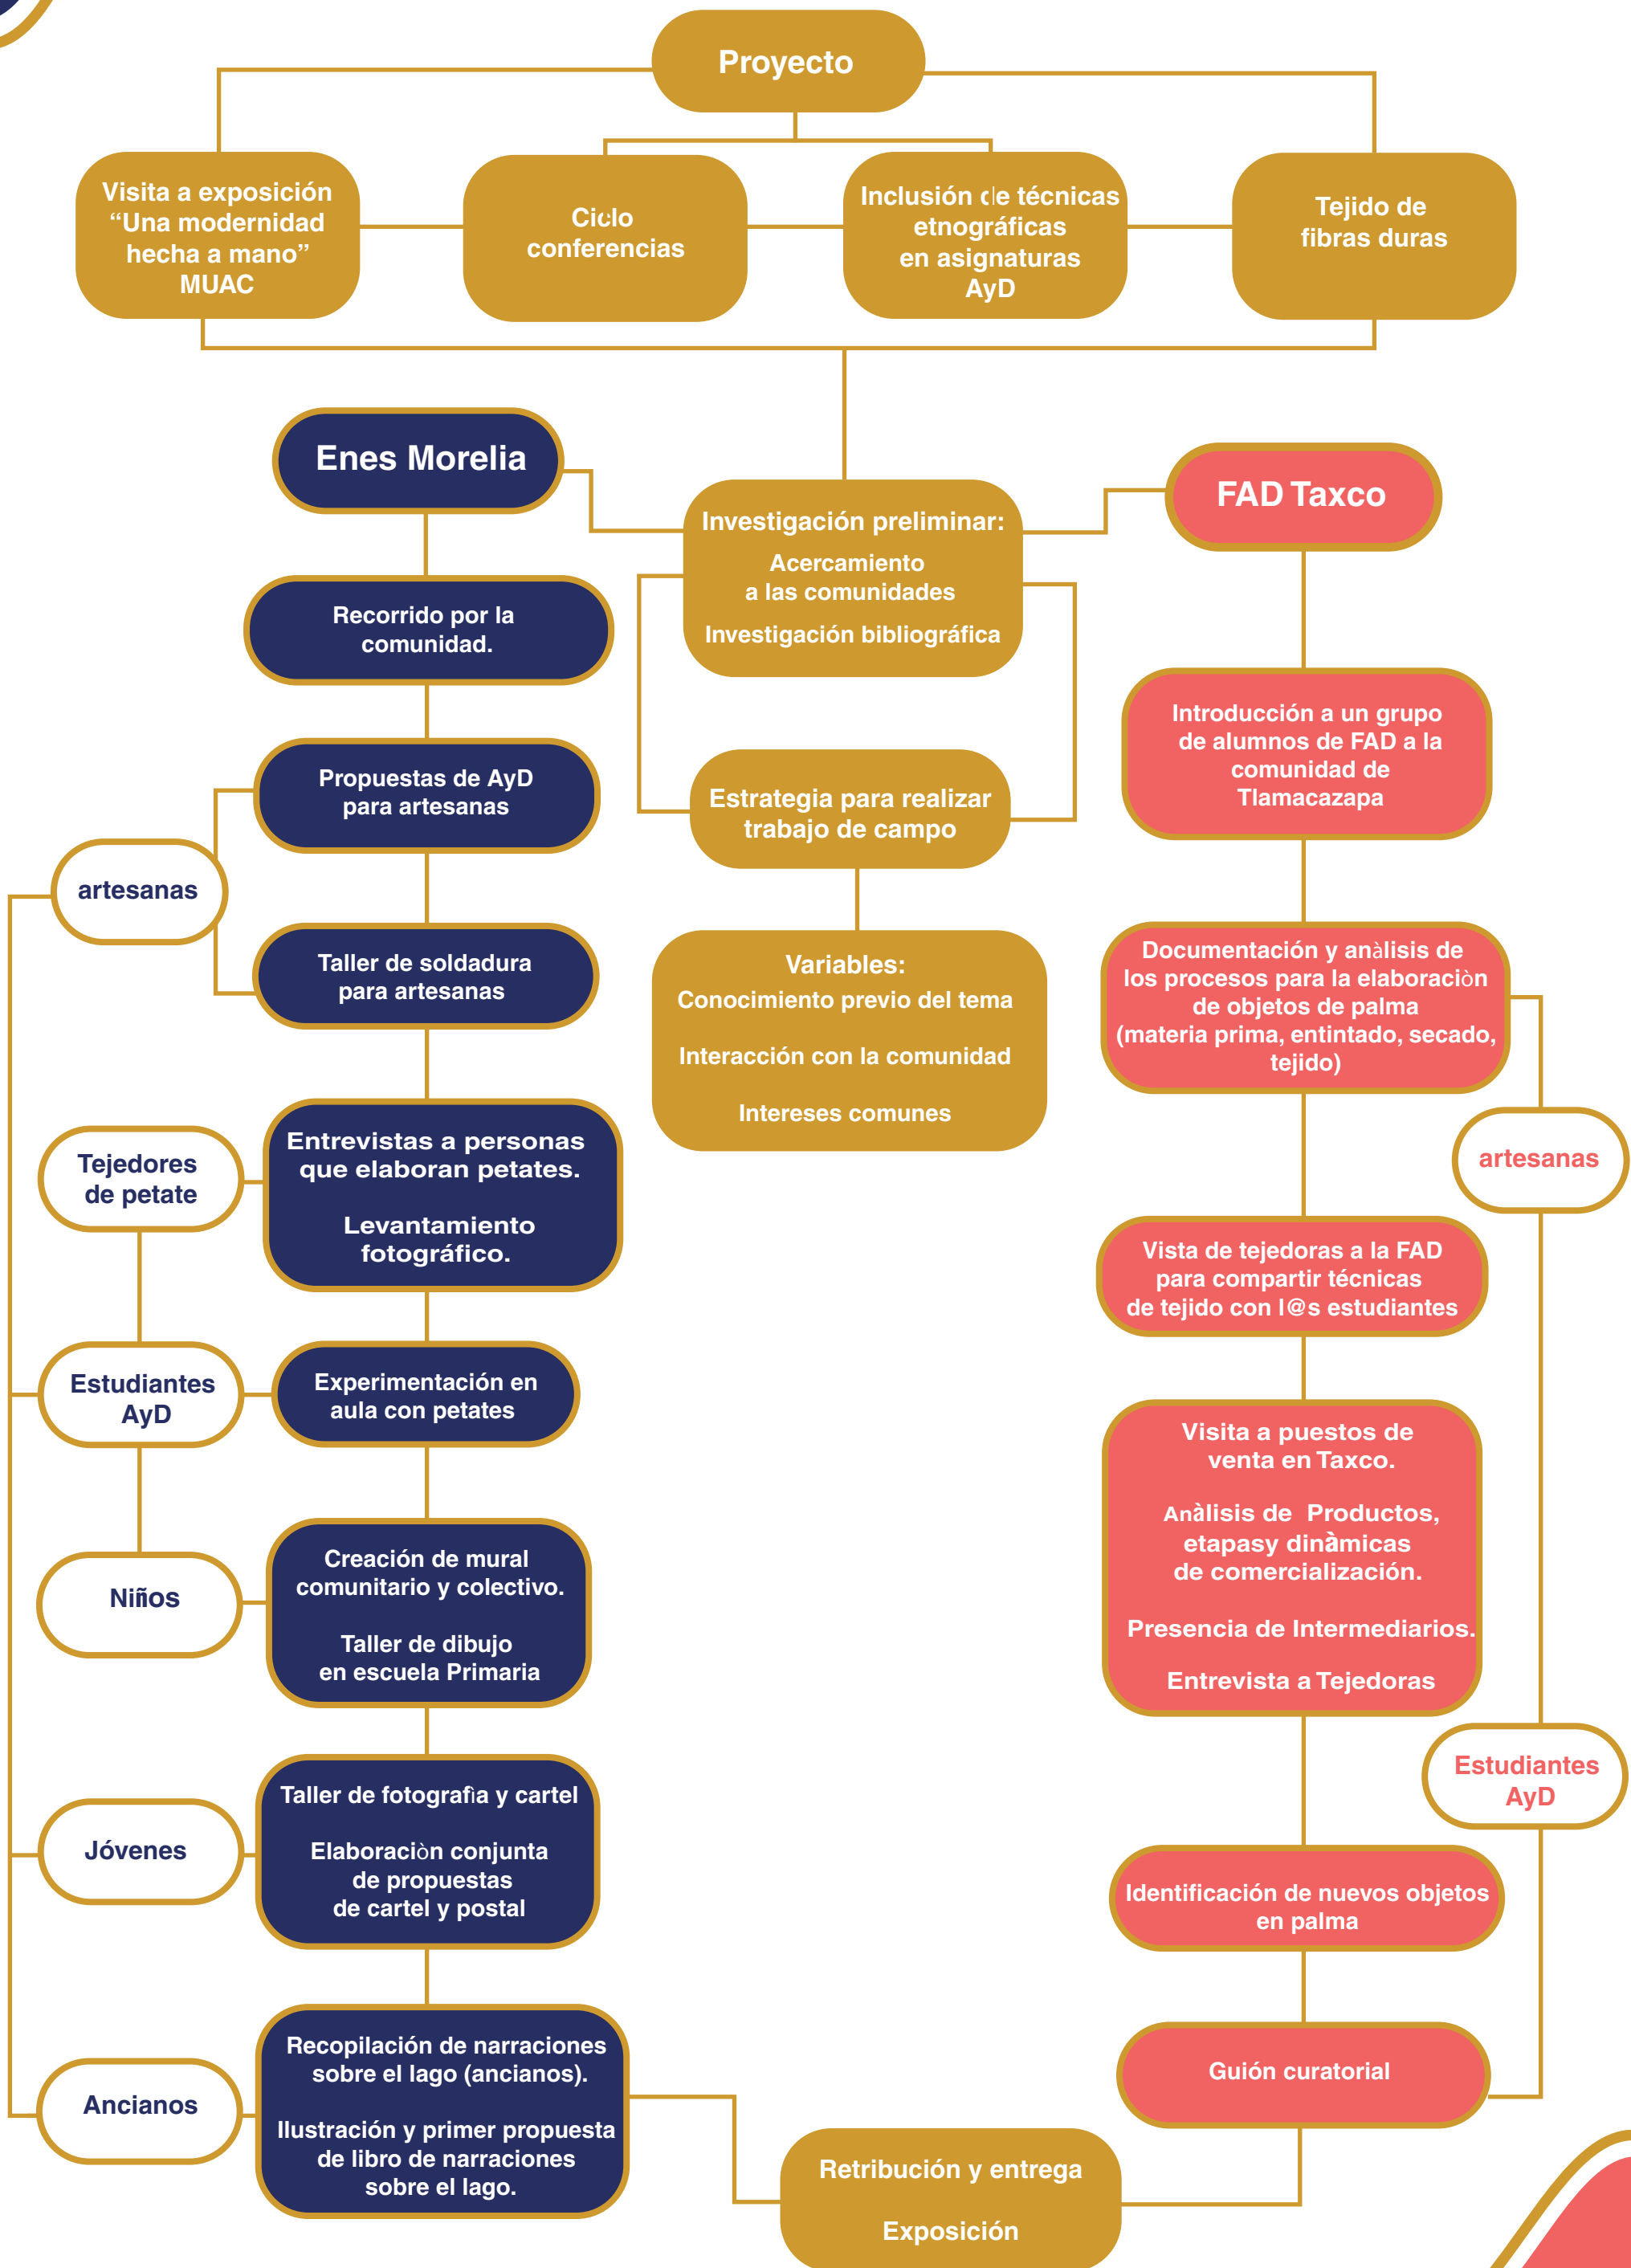 Proyecto
Visita a exposición
“Una modernidad
hecha a mano”
MUAC
Ciclo
conferencias
Inclusión de técnicas
etnográficas
en asignaturas
AyD
Tejido de
fibras duras
Enes Morelia
Investigación preliminar:
Acercamiento
a las comunidades
Investigación bibliográfica
FAD Taxco
Recorrido por la
comunidad.
Propuestas de AyD
para artesanas
artesanas
Taller de soldadura
para artesanas
Estrategia para realizar
trabajo de campo
Variables:
Conocimiento previo del tema
Interacción con la comunidad
Intereses comunes
Introducción a un grupo
de alumnos de FAD a la
comunidad de
Tlamacazapa
Documentación y anàlisis de
los procesos para la elaboraciòn
de objetos de palma
(materia prima, entintado, secado,
tejido)
artesanas
Tejedores
de petate
Entrevistas a personas
que elaboran petates.
Levantamiento
fotográfico.
Vista de tejedoras a la FAD
para compartir técnicas
de tejido con l@s estudiantes
Estudiantes
AyD
Experimentación en
aula con petates
Visita a puestos de
venta en Taxco.
Anàlisis de Productos,
etapasy dinàmicas
de comercialización.
Presencia de Intermediarios.
Entrevista a Tejedoras
Niños
Creación de mural
comunitario y colectivo.
Taller de dibujo
en escuela Primaria
Estudiantes
AyD
Jóvenes
Taller de fotografìa y cartel
Elaboraciòn conjunta
de propuestas
de cartel y postal
Identificación de nuevos objetos
en palma
Ancianos
Recopilación de narraciones
sobre el lago (ancianos).
Ilustración y primer propuesta
de libro de narraciones
sobre el lago.
Guión curatorial
Retribución y entrega
Exposición